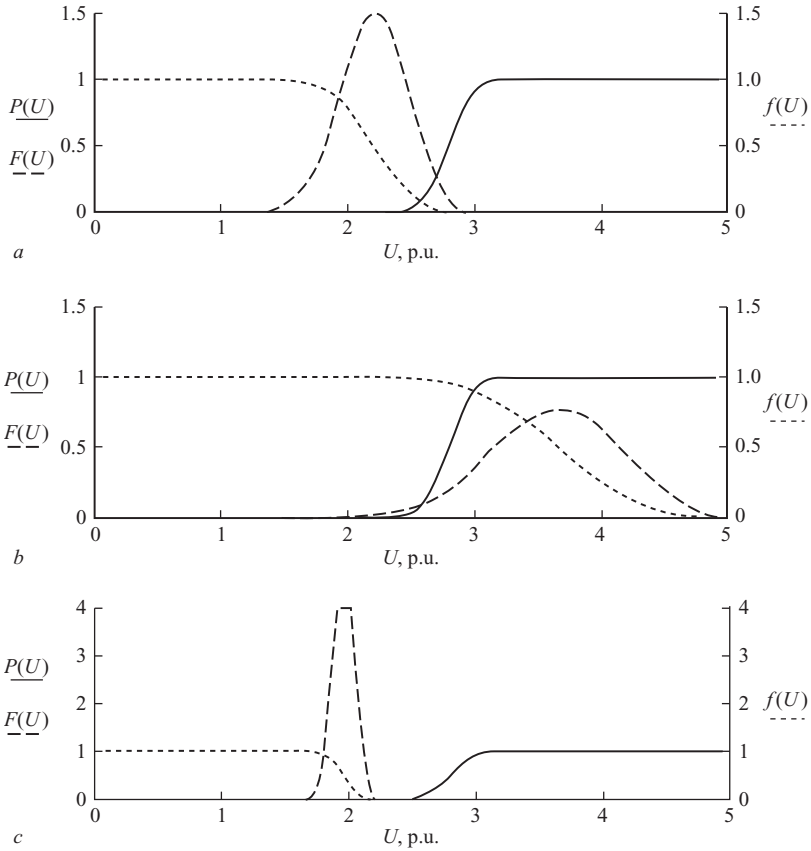 1.5 1.5
1 1.0
P(U) f(U)
0.5 0.5
F(U)
0 0
0 1 2 3 4 5
a U, p.u.
1.5 1.5
1 1.0
P(U) f(U)
0.5 0.5
F(U)
0 0
0 1 2 3 4 5
b U, p.u.
4 4
3 3
P(U)
2 2
F(U) f(U)
1 1
0 0
0 1 2 3 4 5
c U, p.u.